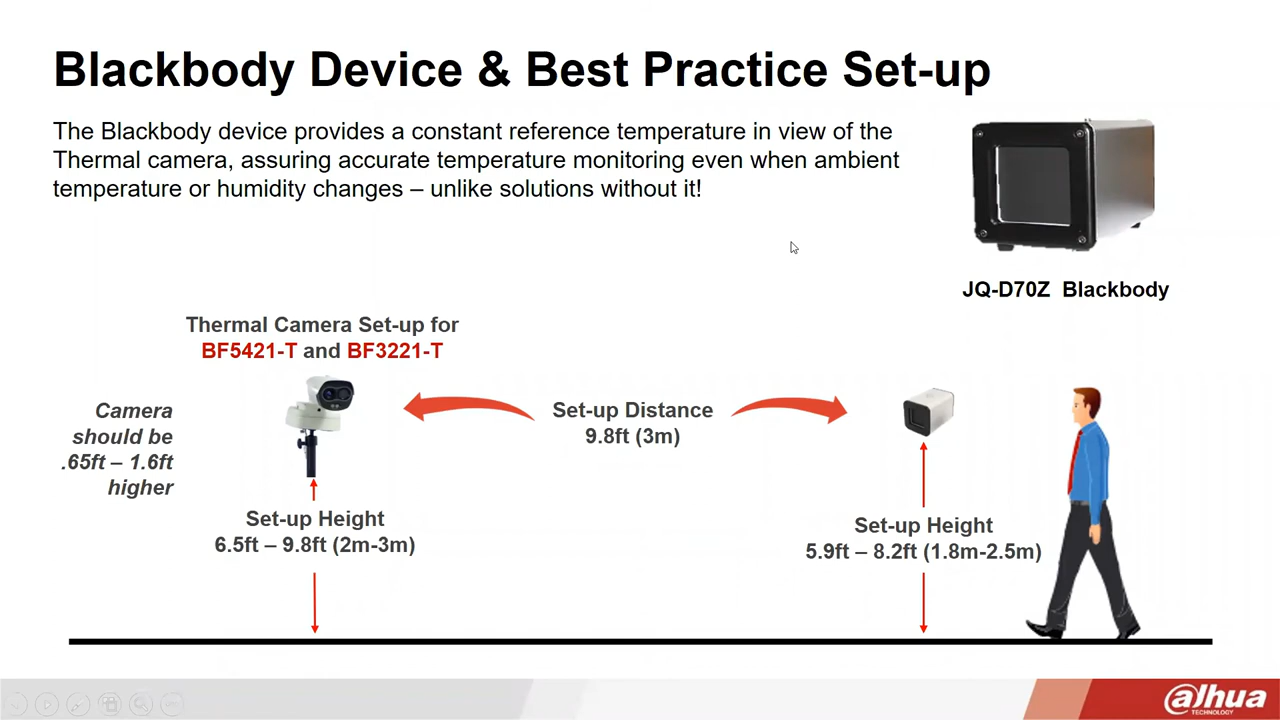 Blackbody Device & Best Practice Set-up
The Blackbody device provides a constant reference temperature in view of the
Thermal camera, assuring accurate temperature monitoring even when ambient
temperature or humidity changes – unlike solutions without it!
JQ-D70Z Blackbody
Thermal Camera Set-up for
BF5421-T and BF3221-T
Camera
should be
.65ft – 1.6ft
higher
Set-up Distance
9.8ft (3m)
Set-up Height
6.5ft – 9.8ft (2m-3m)
Set-up Height
5.9ft – 8.2ft (1.8m-2.5m)
alhua
TECHNOLOGY